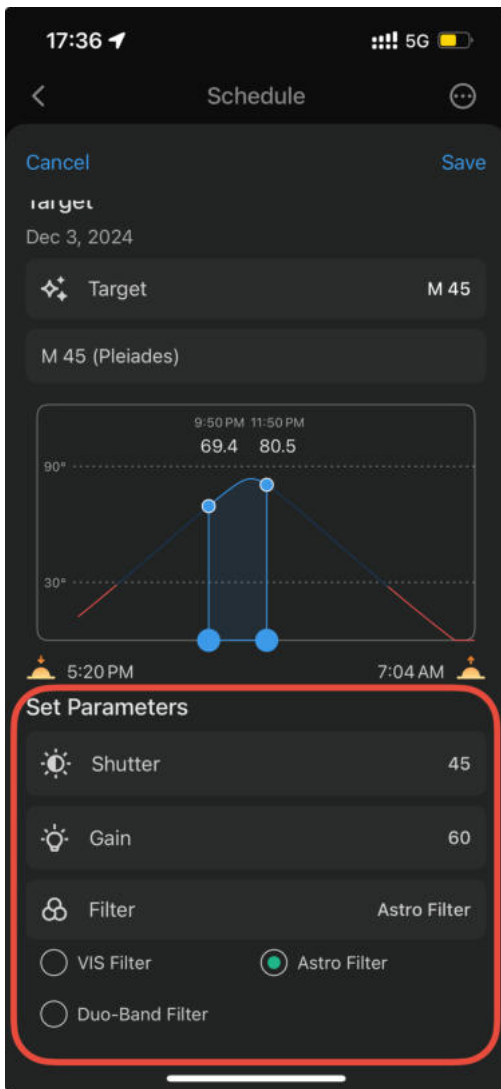 17:36 5G
Schedule
Cancel Save
Target
Dec 3, 2024
Target M 45
M 45 (Pleiades)
9:50 PM 11:50 PM
69.4 80.5
90°
30°
5:20 PM 7:04 AM
Set Parameters
Shutter 45
Gain 60
Filter Astro Filter
VIS Filter Astro Filter
Duo-Band Filter